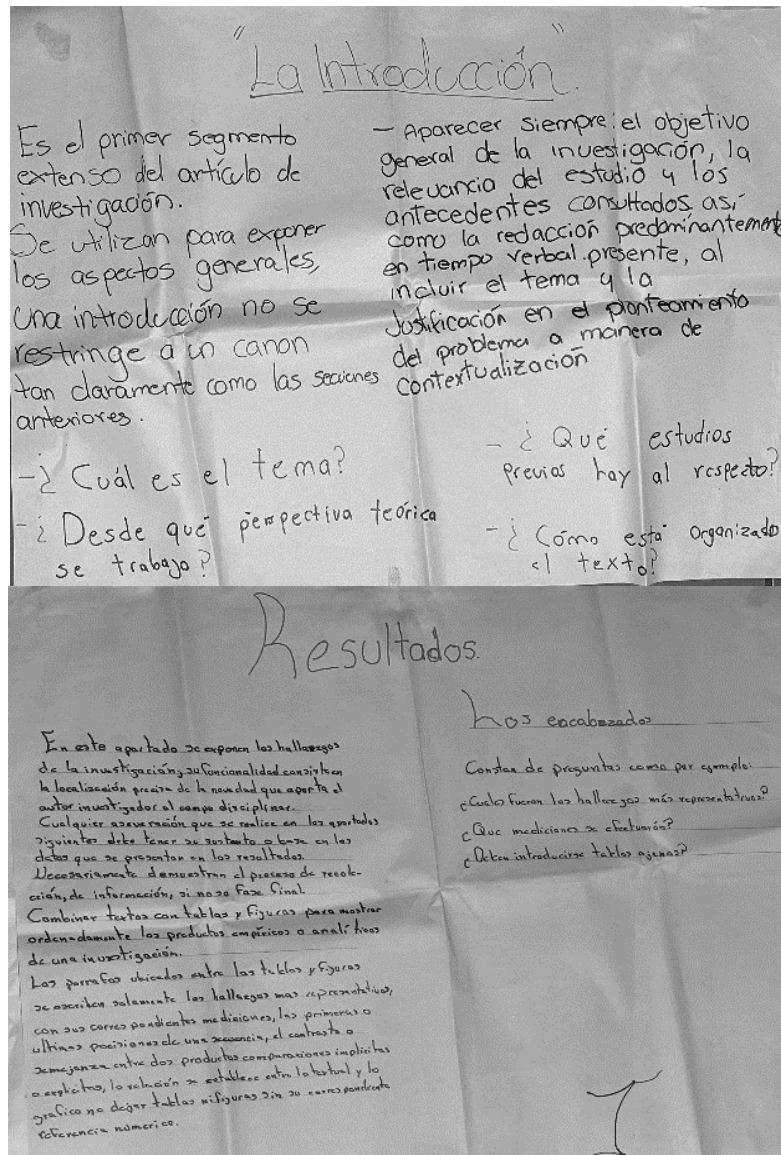 "La Introducción".
Es el primer segmento
extenso del artículo de
investigación.
Se utilizan para exponer
los aspectos generales,
una introducción no se
restringe a un canon
tan claramente como las secciones
anteriores.
- ¿Cuál es el tema?
- ¿Desde qué perspectiva teórica
se trabajo?
- Aparecer siempre: el objetivo
general de la investigación, la
relevancia del estudio y los
antecedentes consultados así
como la redacción predominantemente
en tiempo verbal presente, al
incluir el tema y la
Justificación en el planteamiento
del problema a manera de
contextualización
- ¿Qué estudios
previos hay al respecto?
- ¿Cómo está organizado
el texto?
Resultados.
En este apartado se exponen los hallazgos
de la investigación, su funcionalidad consiste en
la localización precisa de la novedad que aporta el
autor investigador al campo disciplinar.
Cualquier aseveración que se realice en los apartados
siguientes debe tener su sustento o base en los
datos que se presentan en los resultados.
Necesariamente demuestran el proceso de recole-
cción, de información, si no su fase final.
Combinar textos con tablas y figuras para mostrar
ordenadamente los productos empíricos o analíticos
de una investigación.
Los parrafos ubicados entre las tablas y figuras
se escriben solamente los hallazgos mas representativos,
con sus correspondientes mediciones, las primeras o
ultimas posiciones de una secuencia, el contraste o
semejanza entre dos productos comparaciones implicitas
o explicitos, la relación se establece entre lo textual y lo
grafico no dejar tablas ni figuras sin su correspondiente
referencia numerico.
Los encabezados
Constan de preguntas como por ejemplo:
¿Cuales fueron los hallazgos más representativos?
¿Que mediciones se efectuarón?
¿Deben introducirse tablas ajenas?